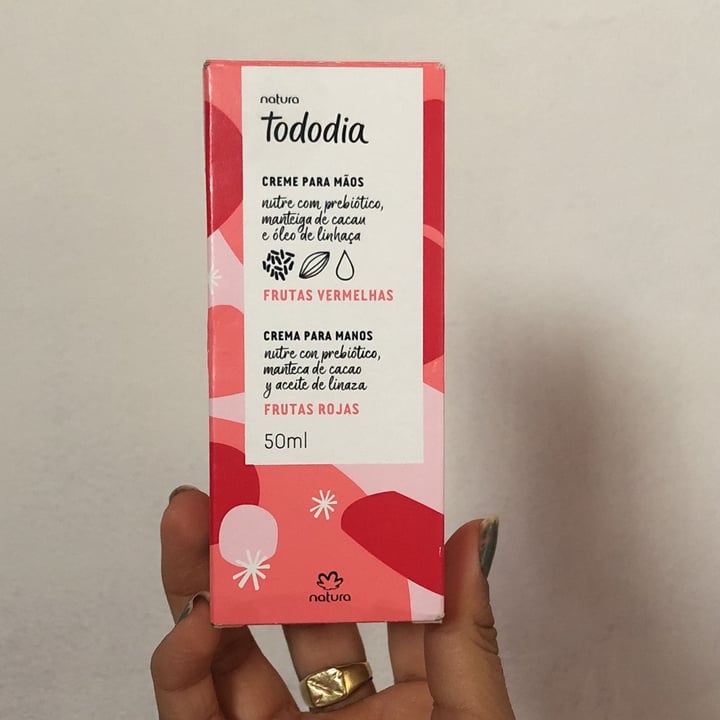 natura
Tododia
CREME PARA MÃOS
nutre com prebiótico,
manteiga de cacau
e óleo de linhaça
FRUTAS VERMELHAS
CREMA PARA MANOS
nutre con prebiótico,
manteca de cacao
y aceite de linaza
FRUTAS ROJAS
50ml
natura